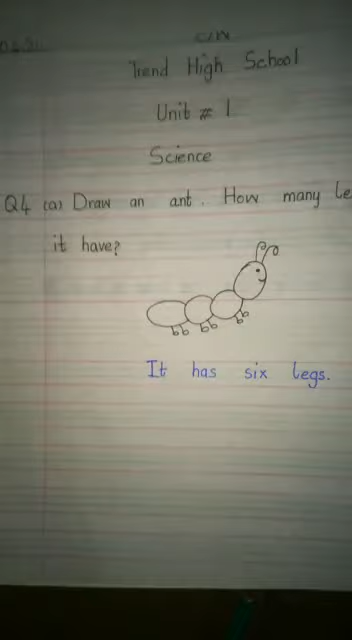 C/W
Trend High School
Unit # 1
Science
Q4 (a) Draw an ant. How many Le
it have?
It has six legs.